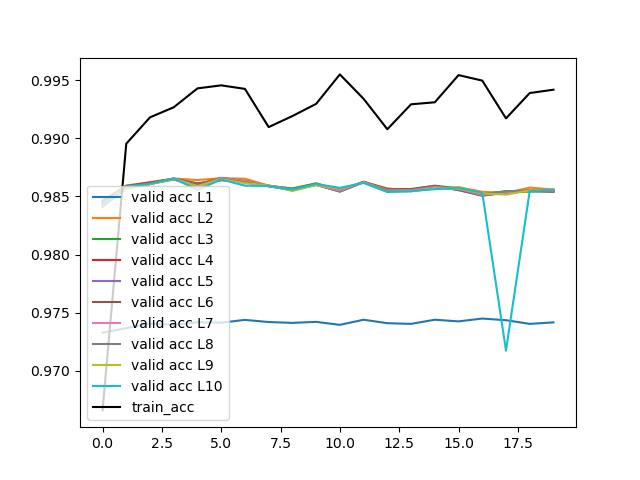 0.995
0.990
0.985
0.980
0.975
0.970
valid acc L1
valid acc L2
valid acc L3
valid acc L4
valid acc L5
valid acc L6
valid acc L7
valid acc L8
valid acc L9
valid acc L10
train_acc
0.0 2.5 5.0 7.5 10.0 12.5 15.0 17.5